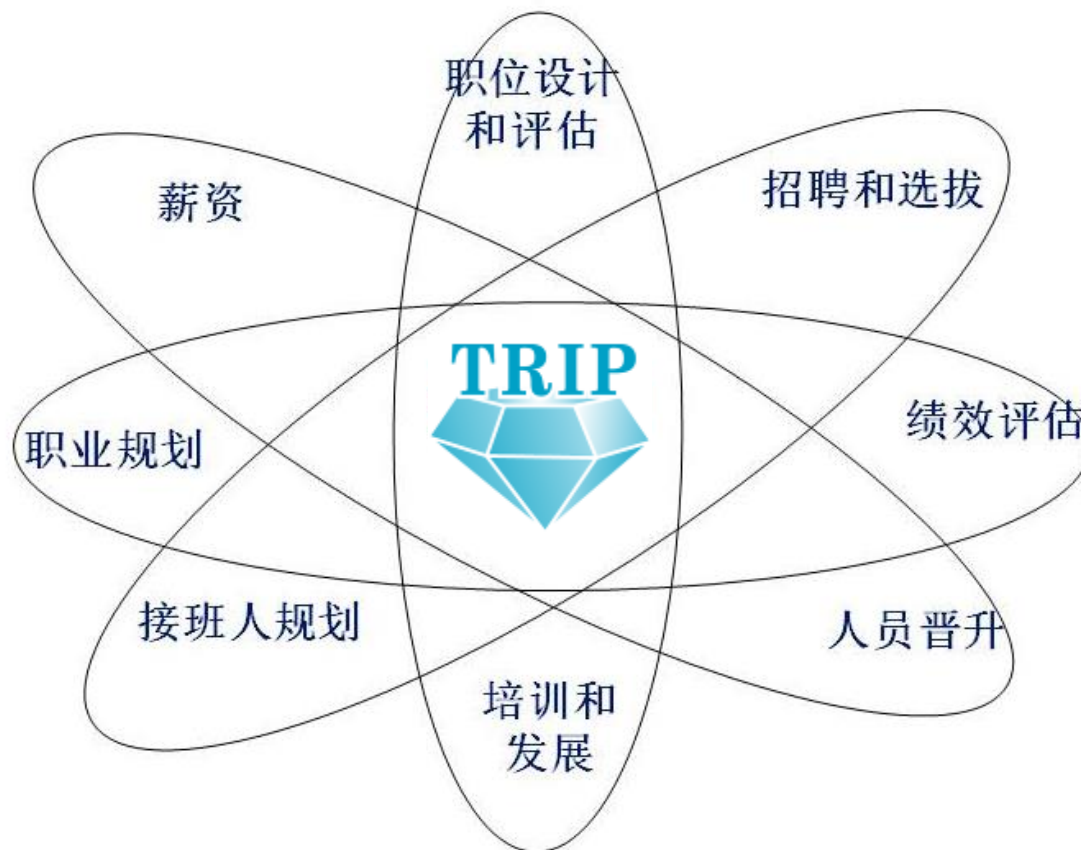 职位设计
和评估
招聘和选拔
薪资
TRIP
绩效评估
职业规划
接班人规划
人员晋升
培训和
发展